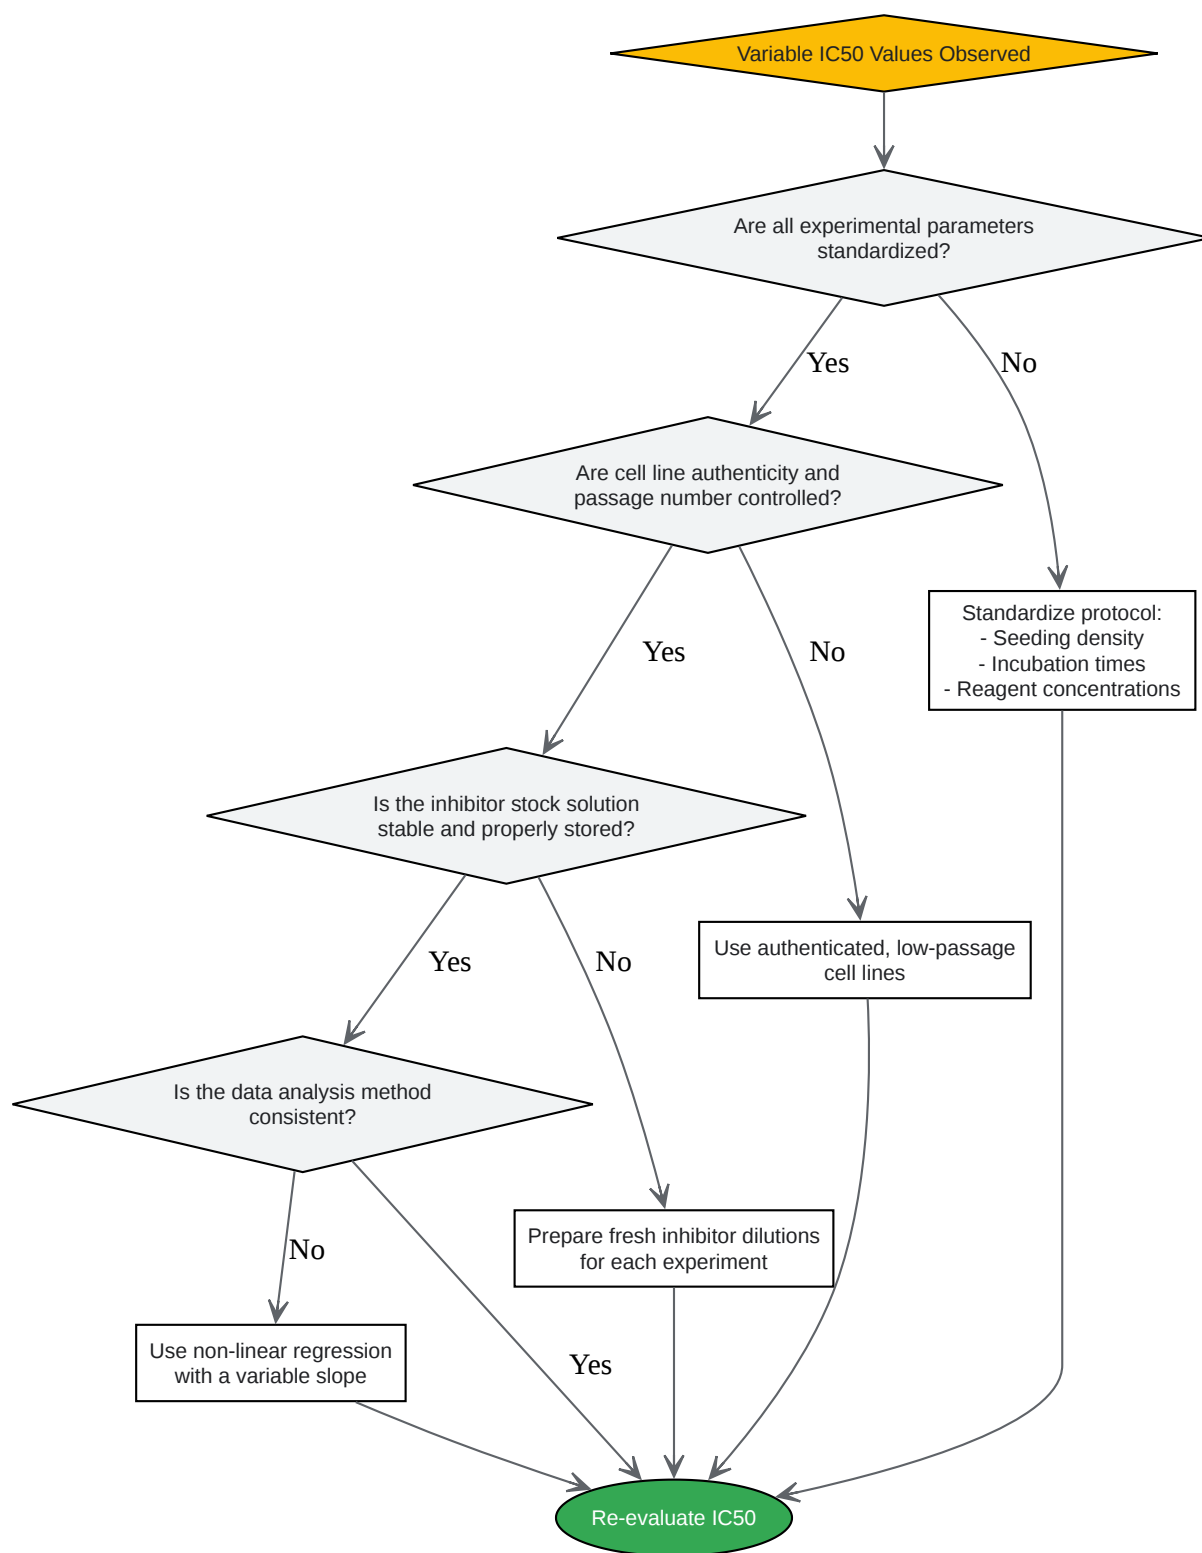 Variable IC50 Values Observed
Are all experimental parameters
standardized?
Yes
No
Are cell line authenticity and
passage number controlled?
Standardize protocol:
- Seeding density
- Incubation times
- Reagent concentrations
Yes
No
Is the inhibitor stock solution
stable and properly stored?
Use authenticated, low-passage
cell lines
Yes
No
Is the data analysis method
consistent?
Prepare fresh inhibitor dilutions
for each experiment
No
Yes
Use non-linear regression
with a variable slope
Re-evaluate IC50